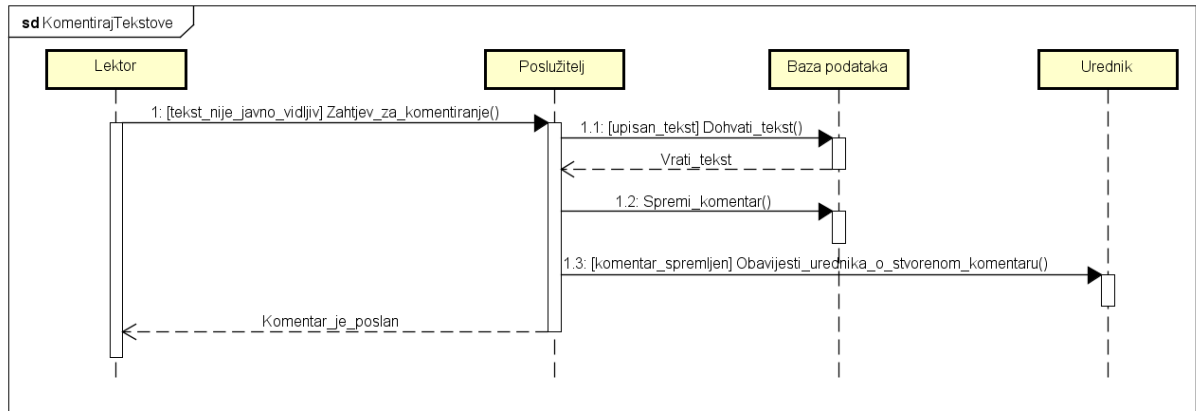 sd KomentirajTekstove
Lektor
Poslužitelj
Baza podataka
Urednik
1: [tekst_nije_javno_vidljiv] Zahtjev_za_komentiranje()
1.1: [upisan_tekst] Dohvati_tekst()
Vrati_tekst
1.2: Spremi_komentar()
1.3: [komentar_spremljen] Obavijesti_urednika_o_stvorenom_komentaru()
Komentar_je_poslan